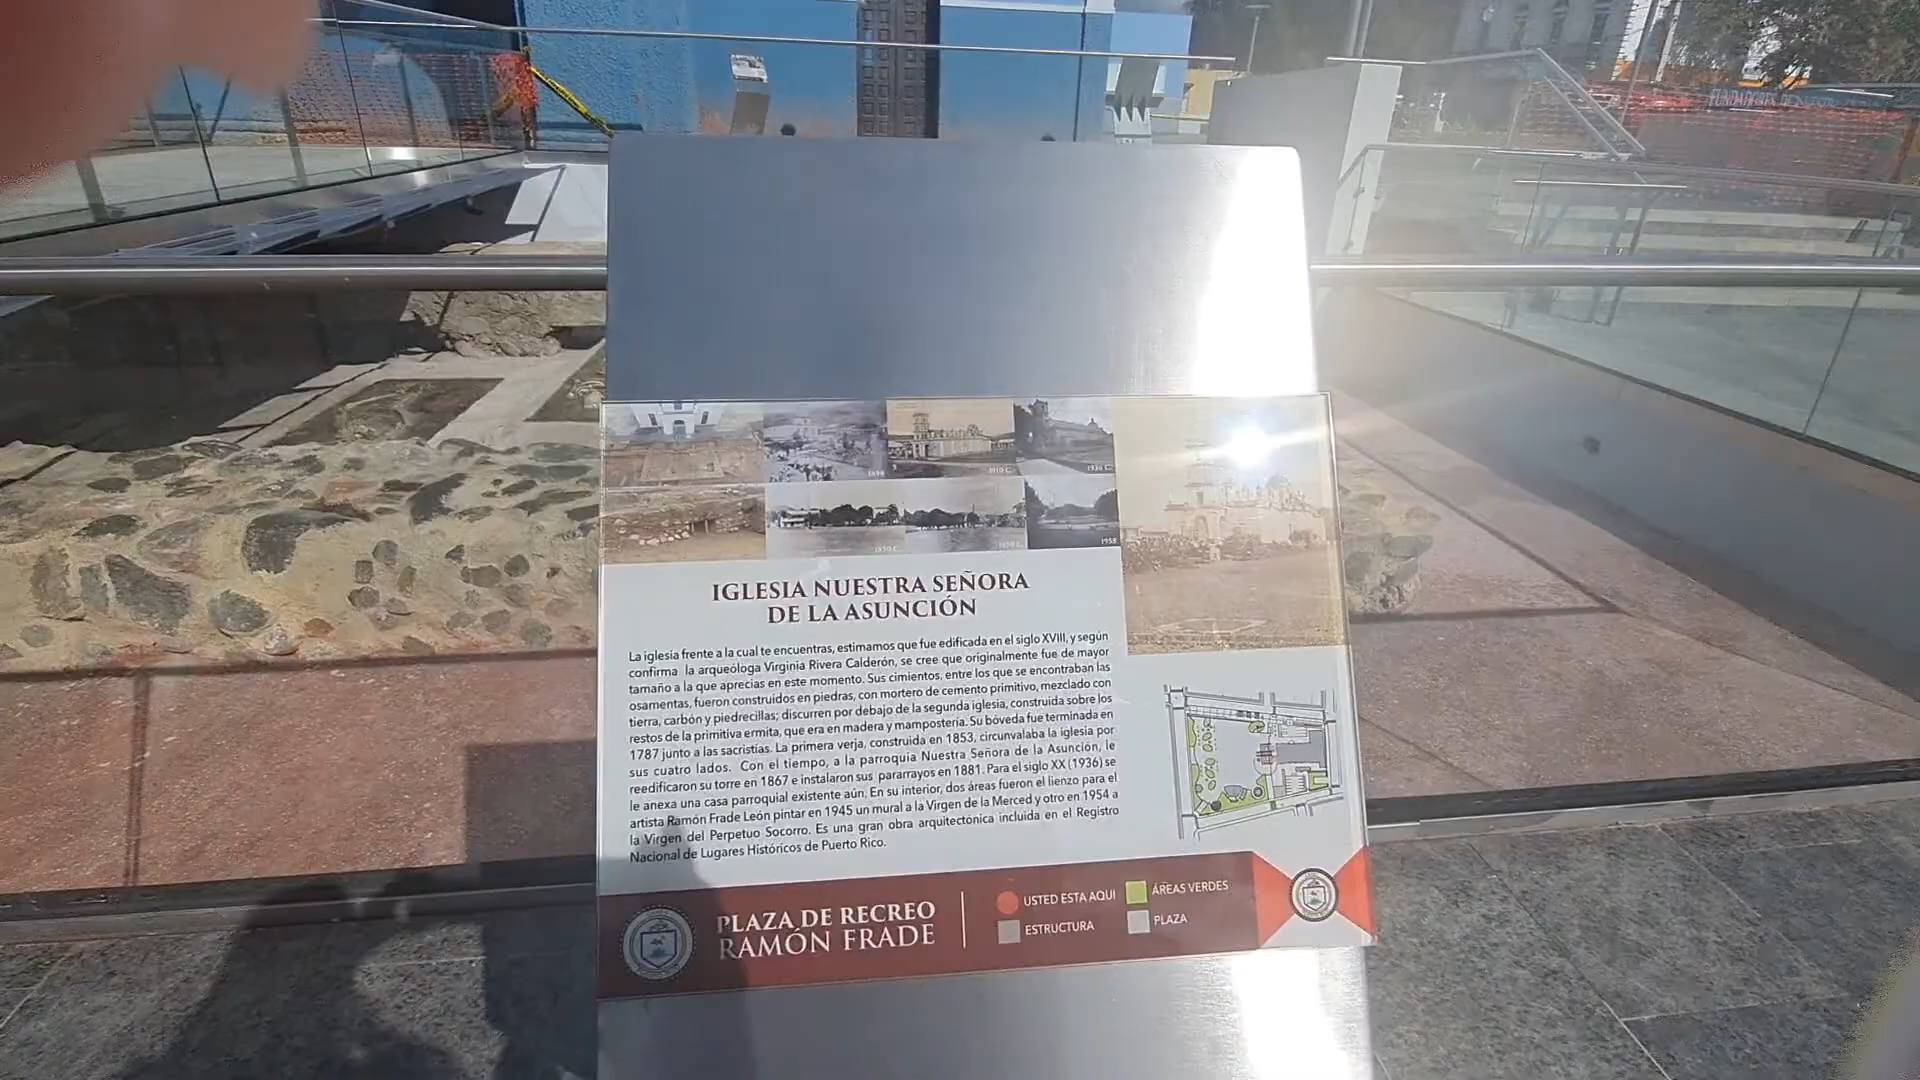 FUNDADORES DE
1898
1910 C.
1936 C.
1950 C.
1958
IGLESIA NUESTRA SEÑORA
DE LA ASUNCIÓN
La iglesia frente a la cual te encuentras, estimamos que fue edificada en el siglo XVIII, y según
confirma la arqueóloga Virginia Rivera Calderón, se cree que originalmente fue de mayor
tamaño a la que aprecias en este momento. Sus cimientos, entre los que se encontraban las
osamentas, fueron construidos en piedras, con mortero de cemento primitivo, mezclado con
tierra, carbón y piedrecillas; discurren por debajo de la segunda iglesia, construida sobre los
restos de la primitiva ermita, que era en madera y mampostería. Su bóveda fue terminada en
1787 junto a las sacristías. La primera verja, construida en 1853, circunvalaba la iglesia por
sus cuatro lados. Con el tiempo, a la parroquia Nuestra Señora de la Asunción, le
reedificaron su torre en 1867 e instalaron sus pararrayos en 1881. Para el siglo XX (1936) se
le anexa una casa parroquial existente aún. En su interior, dos áreas fueron el lienzo para el
artista Ramón Frade León pintar en 1945 un mural a la Virgen de la Merced y otro en 1954 a
la Virgen del Perpetuo Socorro. Es una gran obra arquitectónica incluida en el Registro
Nacional de Lugares Históricos de Puerto Rico.
PLAZA DE RECREO
RAMÓN FRADE
USTED ESTA AQUI
ESTRUCTURA
ÁREAS VERDES
PLAZA